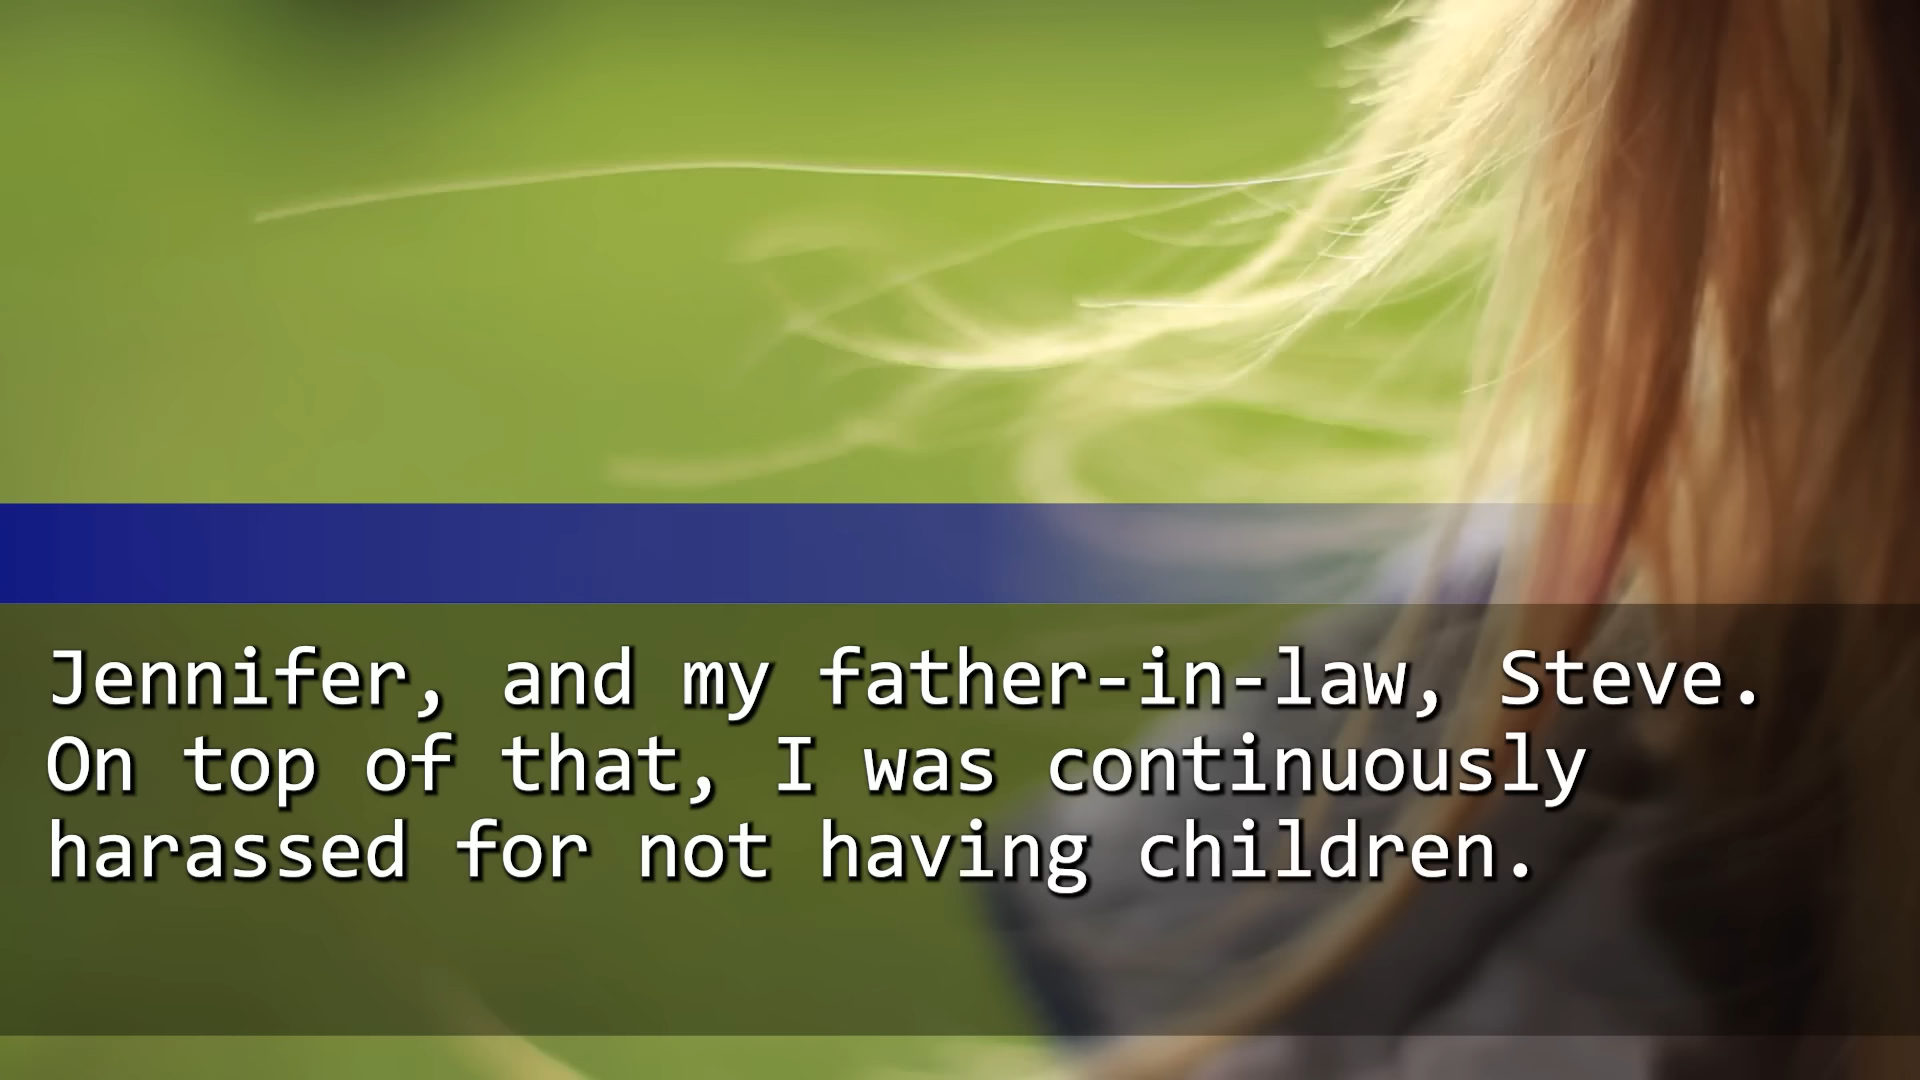 Jennifer, and my father-in-law, Steve.
On top of that, I was continuously
harassed for not having children.